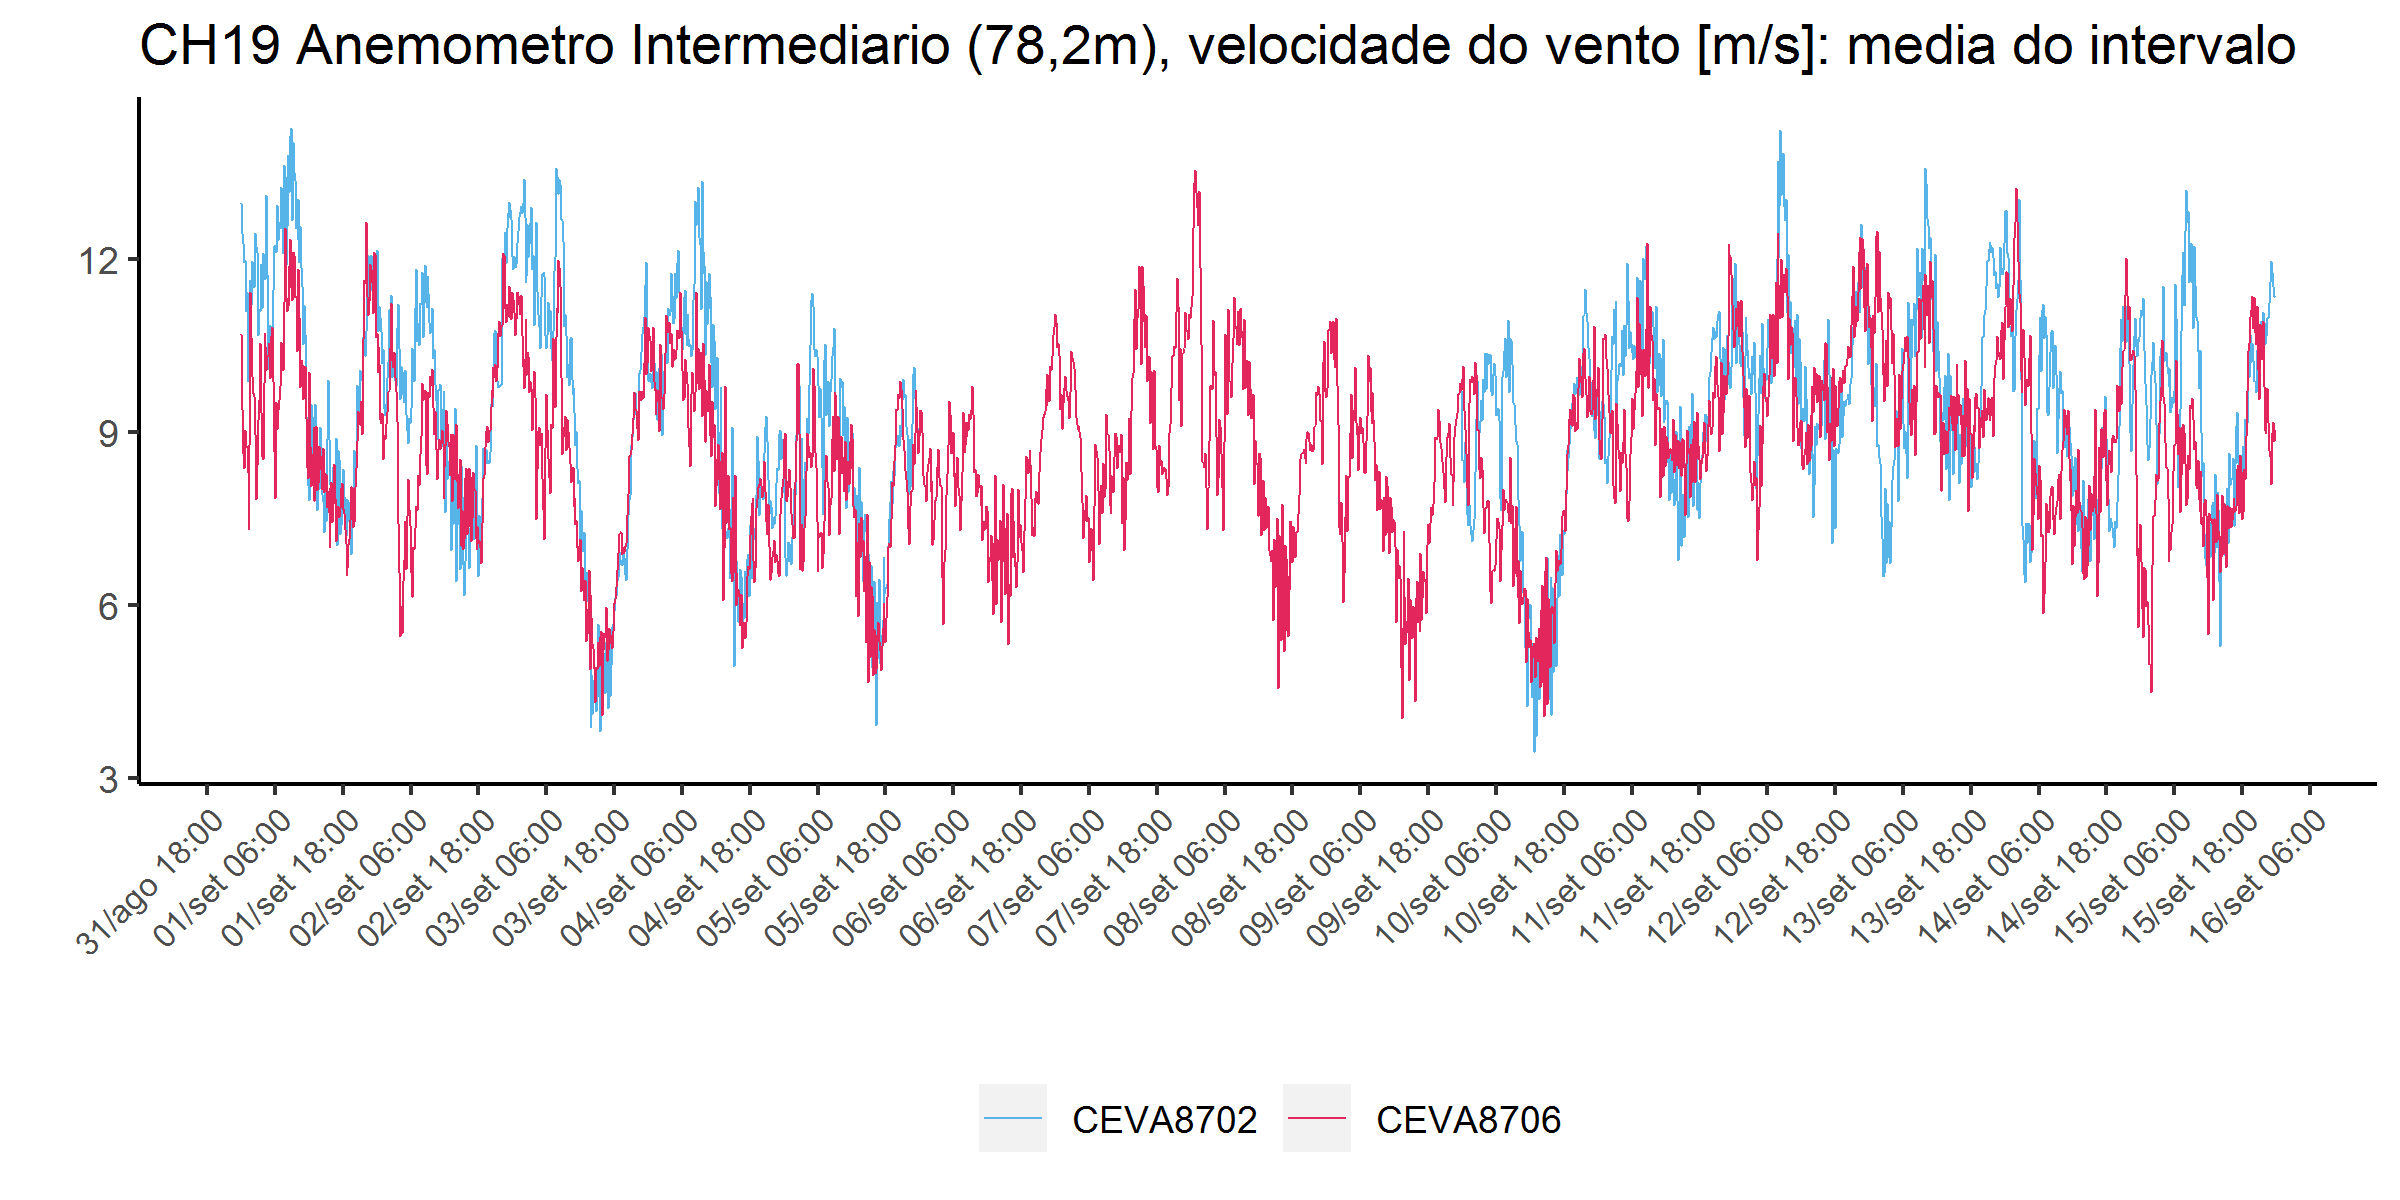 CH19 Anemometro Intermediario (78,2m), velocidade do vento [m/s]: media do intervalo
12
9
6
3
31/ago 18:00
01/set 06:00
01/set 18:00
02/set 06:00
02/set 18:00
03/set 06:00
03/set 18:00
04/set 06:00
04/set 18:00
05/set 06:00
05/set 18:00
06/set 06:00
06/set 18:00
07/set 06:00
07/set 18:00
08/set 06:00
08/set 18:00
09/set 06:00
09/set 18:00
10/set 06:00
10/set 18:00
11/set 06:00
11/set 18:00
12/set 06:00
12/set 18:00
13/set 06:00
13/set 18:00
14/set 06:00
14/set 18:00
15/set 06:00
15/set 18:00
16/set 06:00
CEVA8702 CEVA8706